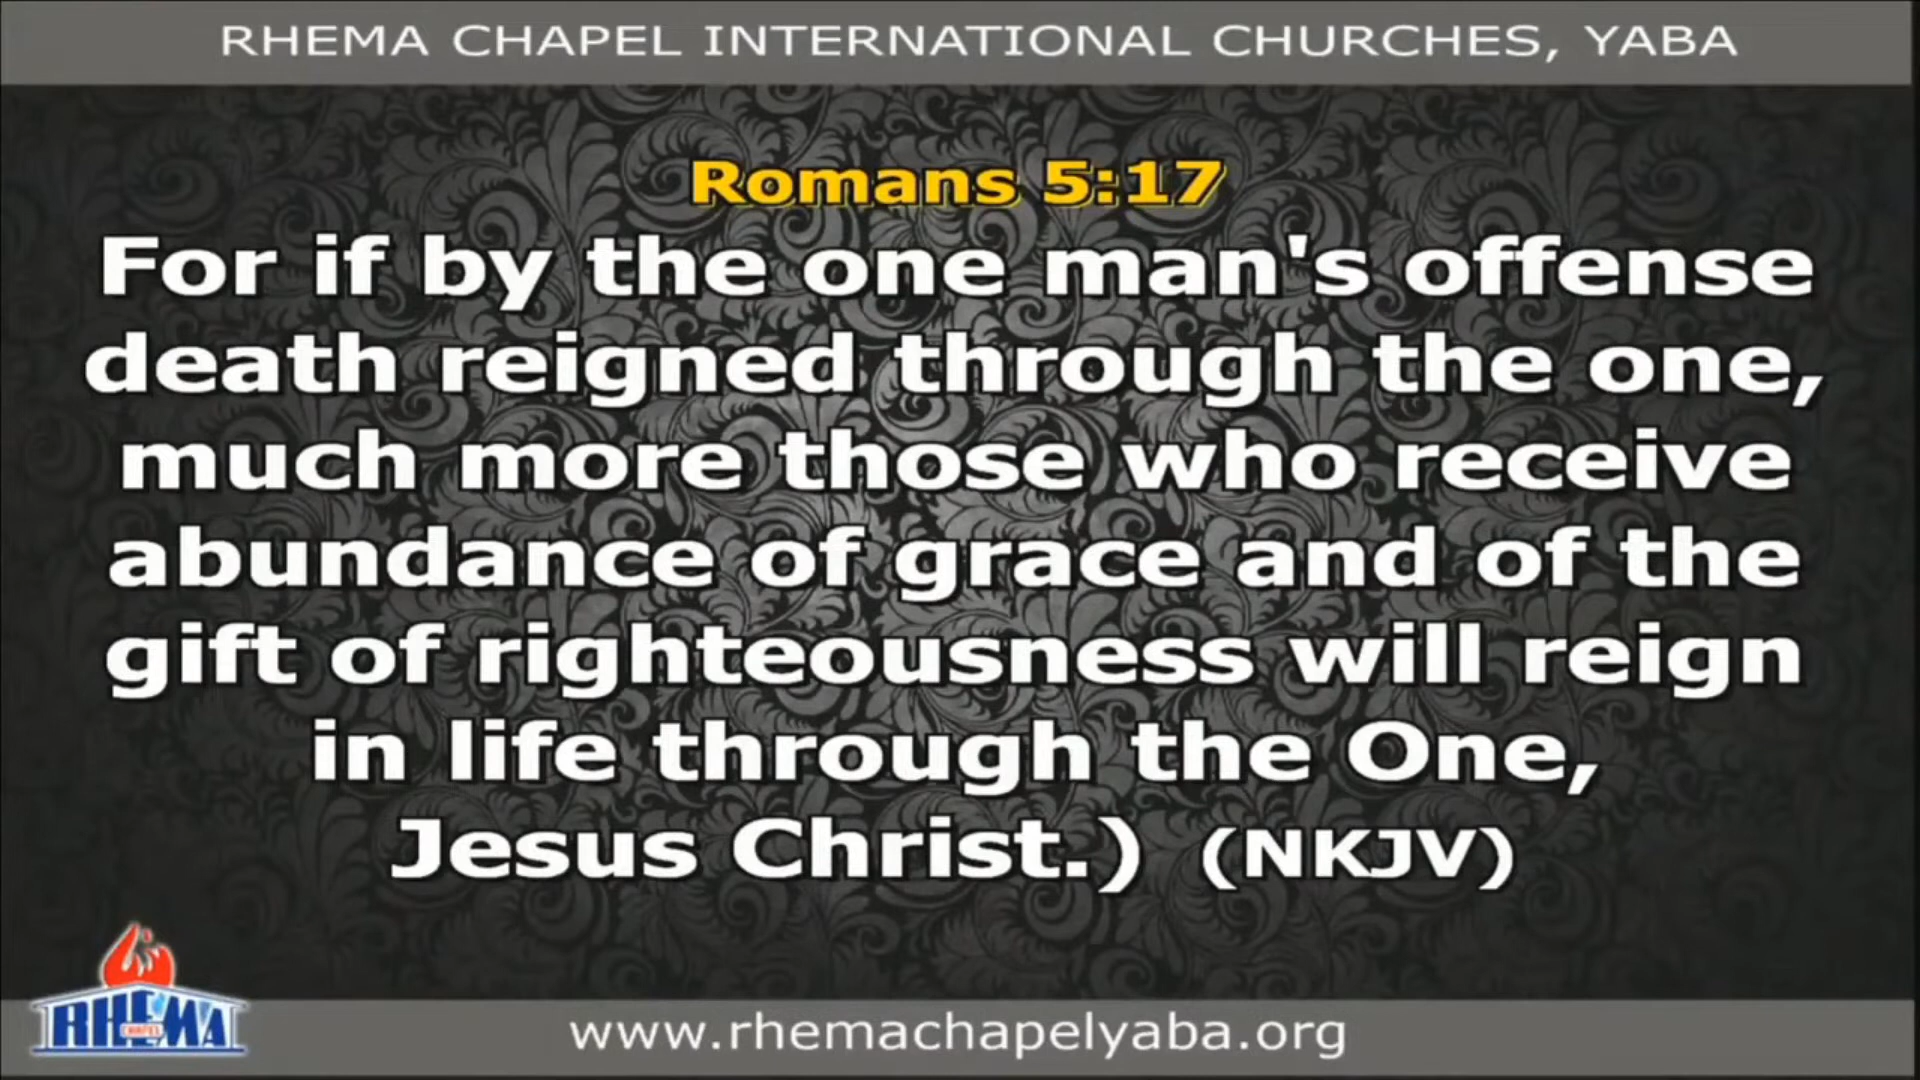 RHEMA CHAPEL INTERNATIONAL CHURCHES, YABA
Romans 5:17
For if by the one man's offense
death reigned through the one,
much more those who receive
abundance of grace and of the
gift of righteousness will reign
in life through the One,
Jesus Christ.) (NKJV)
RHEMA
CHAPEL
www.rhemachapelyaba.org